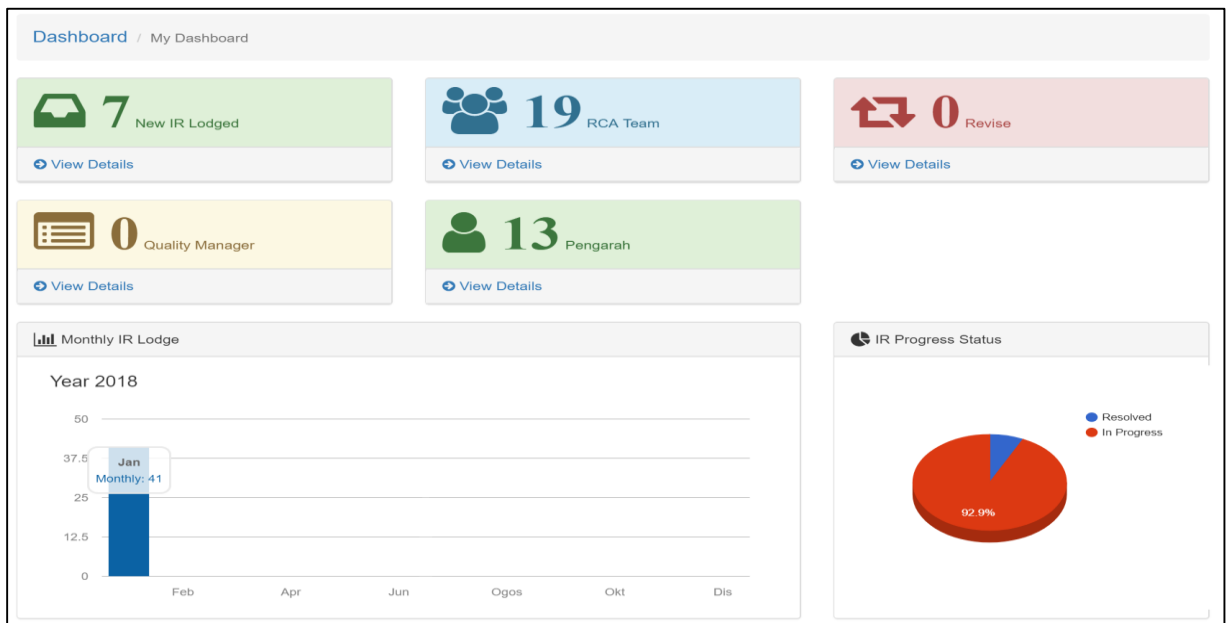 Dashboard / My Dashboard
7 New IR Lodged
View Details
19 RCA Team
View Details
0 Revise
View Details
0 Quality Manager
View Details
13 Pengarah
View Details
Monthly IR Lodge
Year 2018
50
37.5
25
12.5
0
Jan
Monthly: 41
Feb Apr Jun Ogos Okt Dis
IR Progress Status
Resolved
In Progress
92.9%